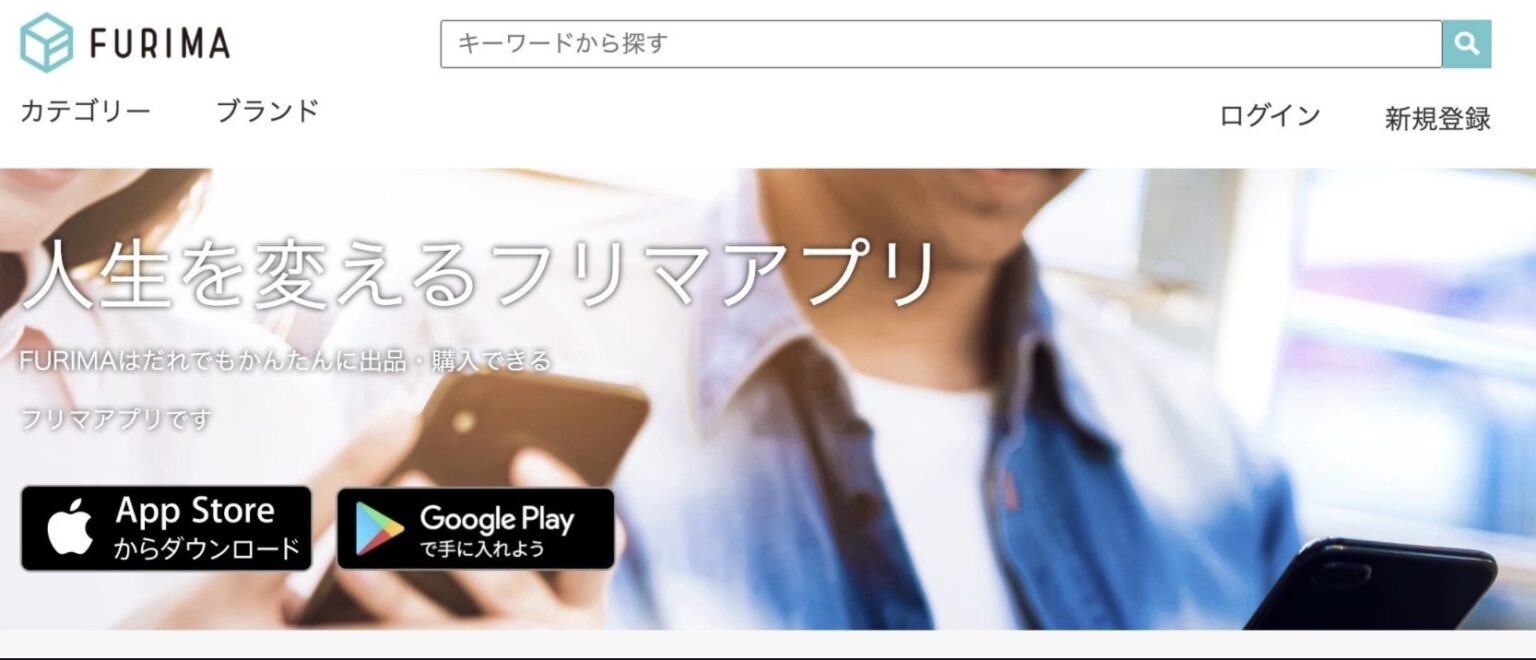 FURIMA
キーワードから探す
カテゴリー ブランド
ログイン 新規登録
人生を変えるフリマアプリ
FURIMAはだれでもかんたんに出品・購入できる
フリマアプリです
App Store
からダウンロード
Google Play
で手に入れよう